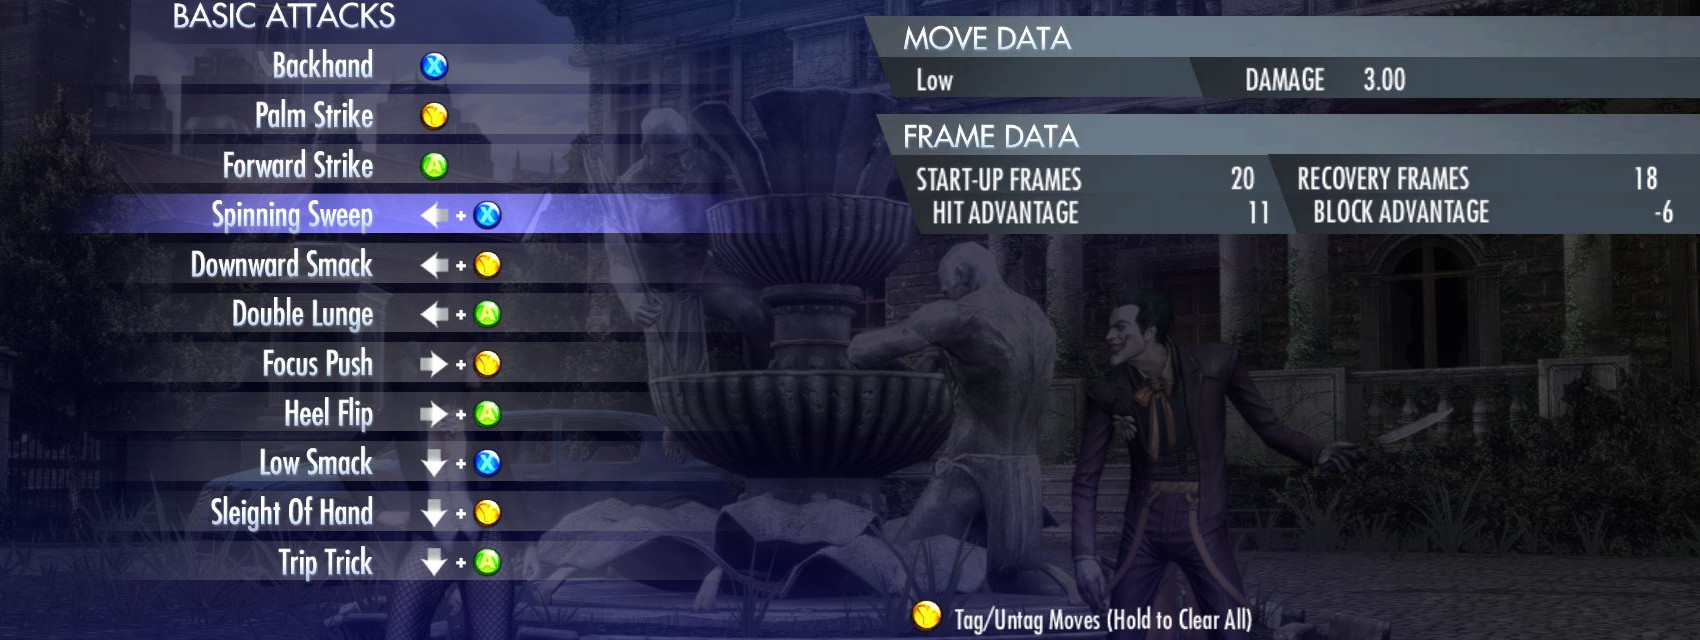 BASIC ATTACKS
Backhand X
Palm Strike Y
Forward Strike A
Spinning Sweep + X
Downward Smack + Y
Double Lunge + A
Focus Push + Y
Heel Flip + A
Low Smack + X
Sleight Of Hand + Y
Trip Trick + A
MOVE DATA
Low DAMAGE 3.00
FRAME DATA
START-UP FRAMES 20 RECOVERY FRAMES 18
HIT ADVANTAGE 11 BLOCK ADVANTAGE -6
Y Tag/Untag Moves (Hold to Clear All)